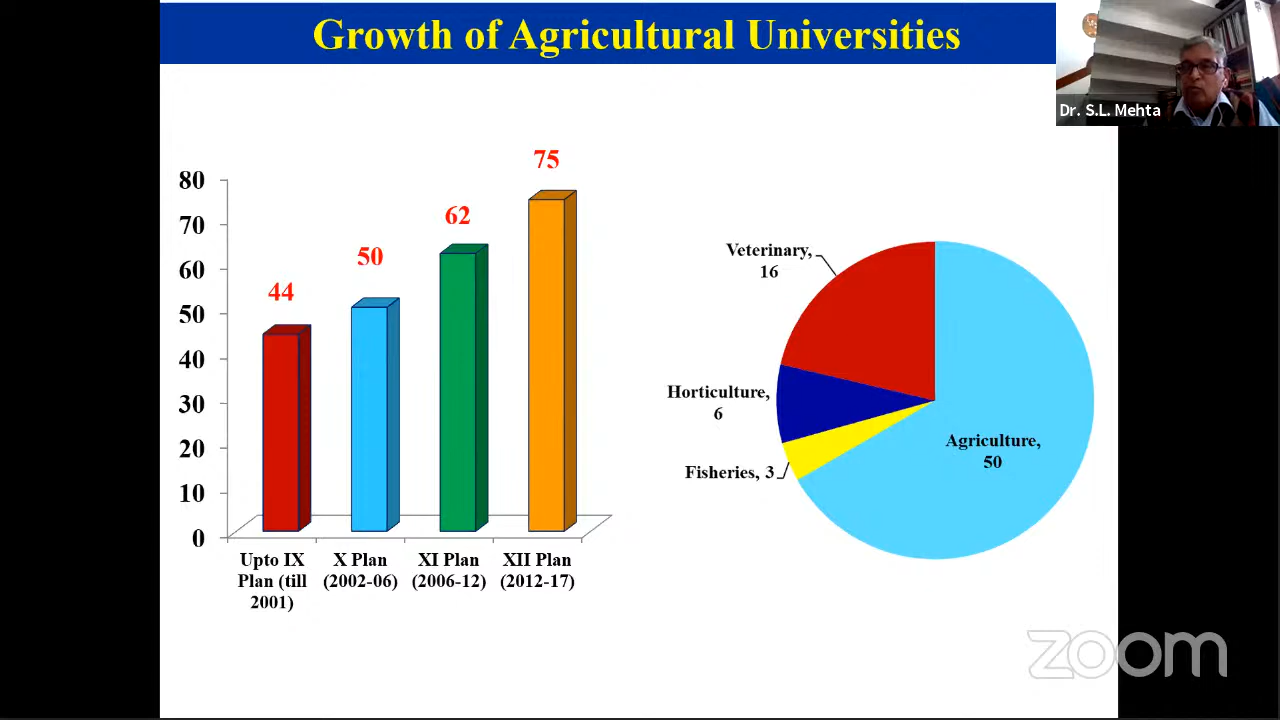 Growth of Agricultural Universities
Dr. S.L. Mehta
80
70
60
50
40
30
20
10
0
44
50
62
75
Upto IX
Plan (till
2001)
X Plan
(2002-06)
XI Plan
(2006-12)
XII Plan
(2012-17)
Veterinary,
16
Horticulture,
6
Fisheries, 3
Agriculture,
50
zoom